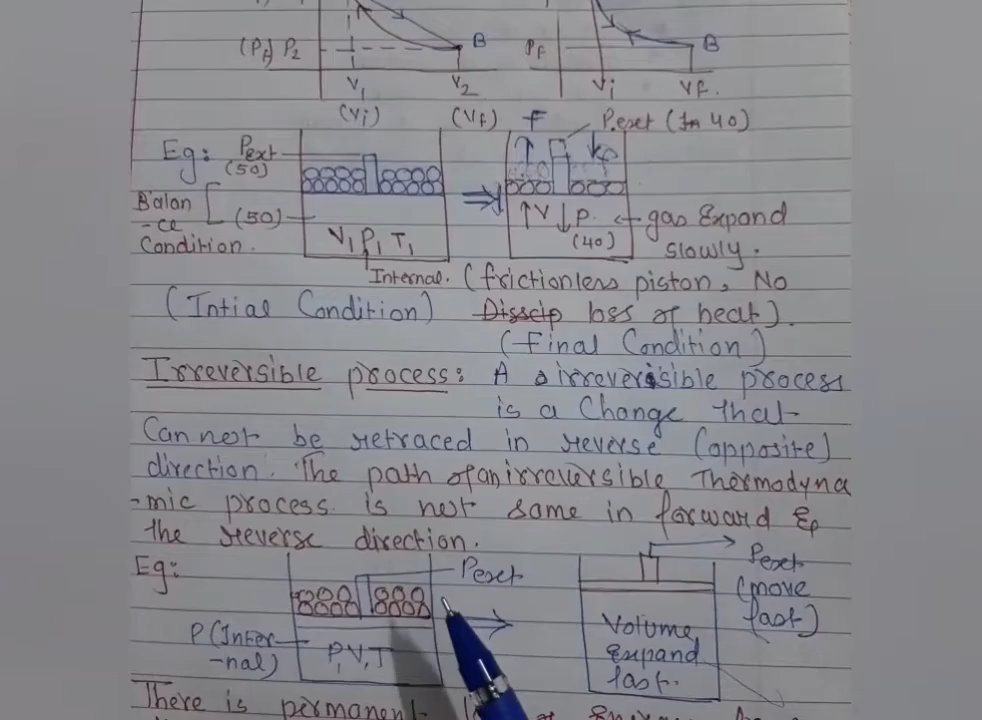 (Pf) P2 B Pf B
V1 V2 Vi Vf.
(Vi) (Vf) F Pext (In 40)
Eg: Pext
(50)
Balan [ (50)
-ce
Condition.
V1 P1 T1
↑V ↓P. ← gas Expand
(40) slowly.
Internal. (frictionless piston, No
(Intial Condition) loss of heat).
(Final Condition)
Irreversible process: A irreversible process
is a Change that
Can not be retraced in reverse (opposite)
direction. The path of an irreversible Thermodyna
-mic process is not same in forward &
the reverse direction.
Eg: Pext Pext
(move
fast)
P(Inter
-nal) P, V, T
Volume
Expand
fast.
There is permanent